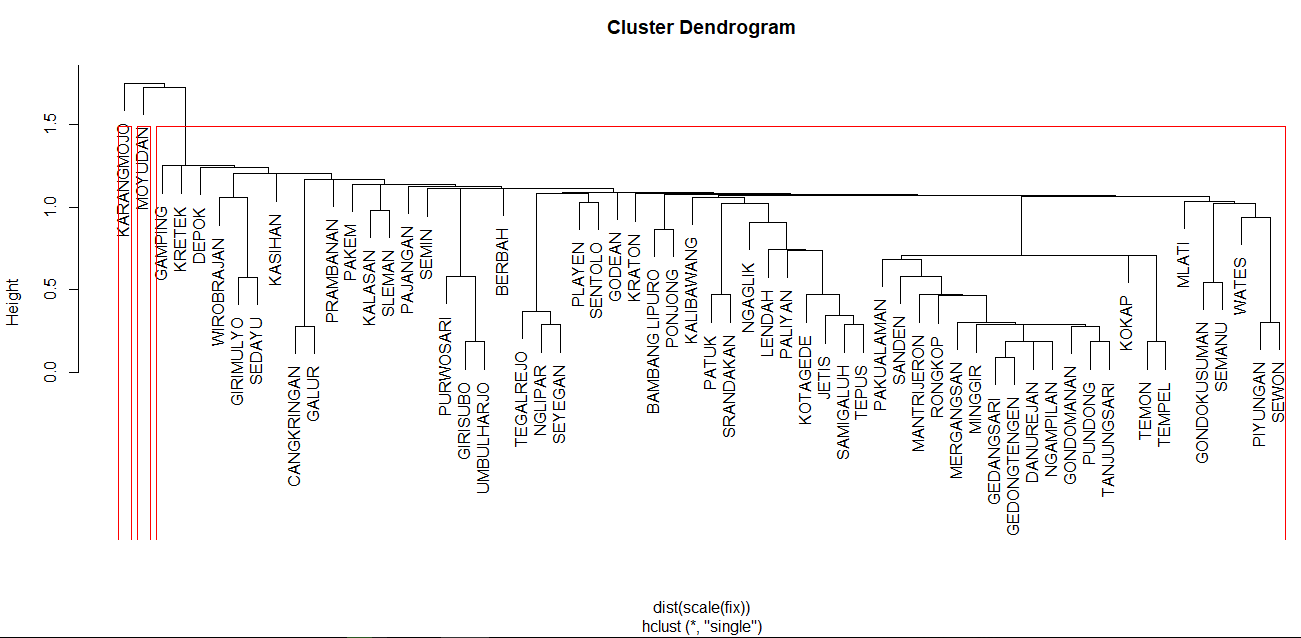 Cluster Dendrogram
Height
1.5
1.0
0.5
0.0
KARANGMOJO
MOYUDAN
GAMPING
KRETEK
DEPOK
WIROBRAJAN
GIRIMULYO
SEDAYU
KASIHAN
CANGKRINGAN
GALUR
PRAMBANAN
PAKEM
KALASAN
SLEMAN
PAJANGAN
SEMIN
PURWOSARI
GIRISUBO
UMBULHARJO
BERBAH
TEGALREJO
NGLIPAR
SEYEGAN
PLAYEN
SENTOLO
GODEAN
KRATON
BAMBANG LIPURO
PONJONG
KALIBAWANG
PATUK
SRANDAKAN
NGAGLIK
LENDAH
PALIYAN
KOTAGEDE
JETIS
SAMIGALUH
TEPUS
PAKUALAMAN
SANDEN
MANTRIJERON
RONGKOP
MERGANGSAN
MINGGIR
GEDANGSARI
GEDONGTENGEN
DANUREJAN
NGAMPILAN
GONDOMANAN
PUNDONG
TANJUNGSARI
KOKAP
TEMON
TEMPEL
MLATI
GONDOKUSUMAN
SEMANU
WATES
PIYUNGAN
SEWON
dist(scale(fix))
hclust (*, "single")